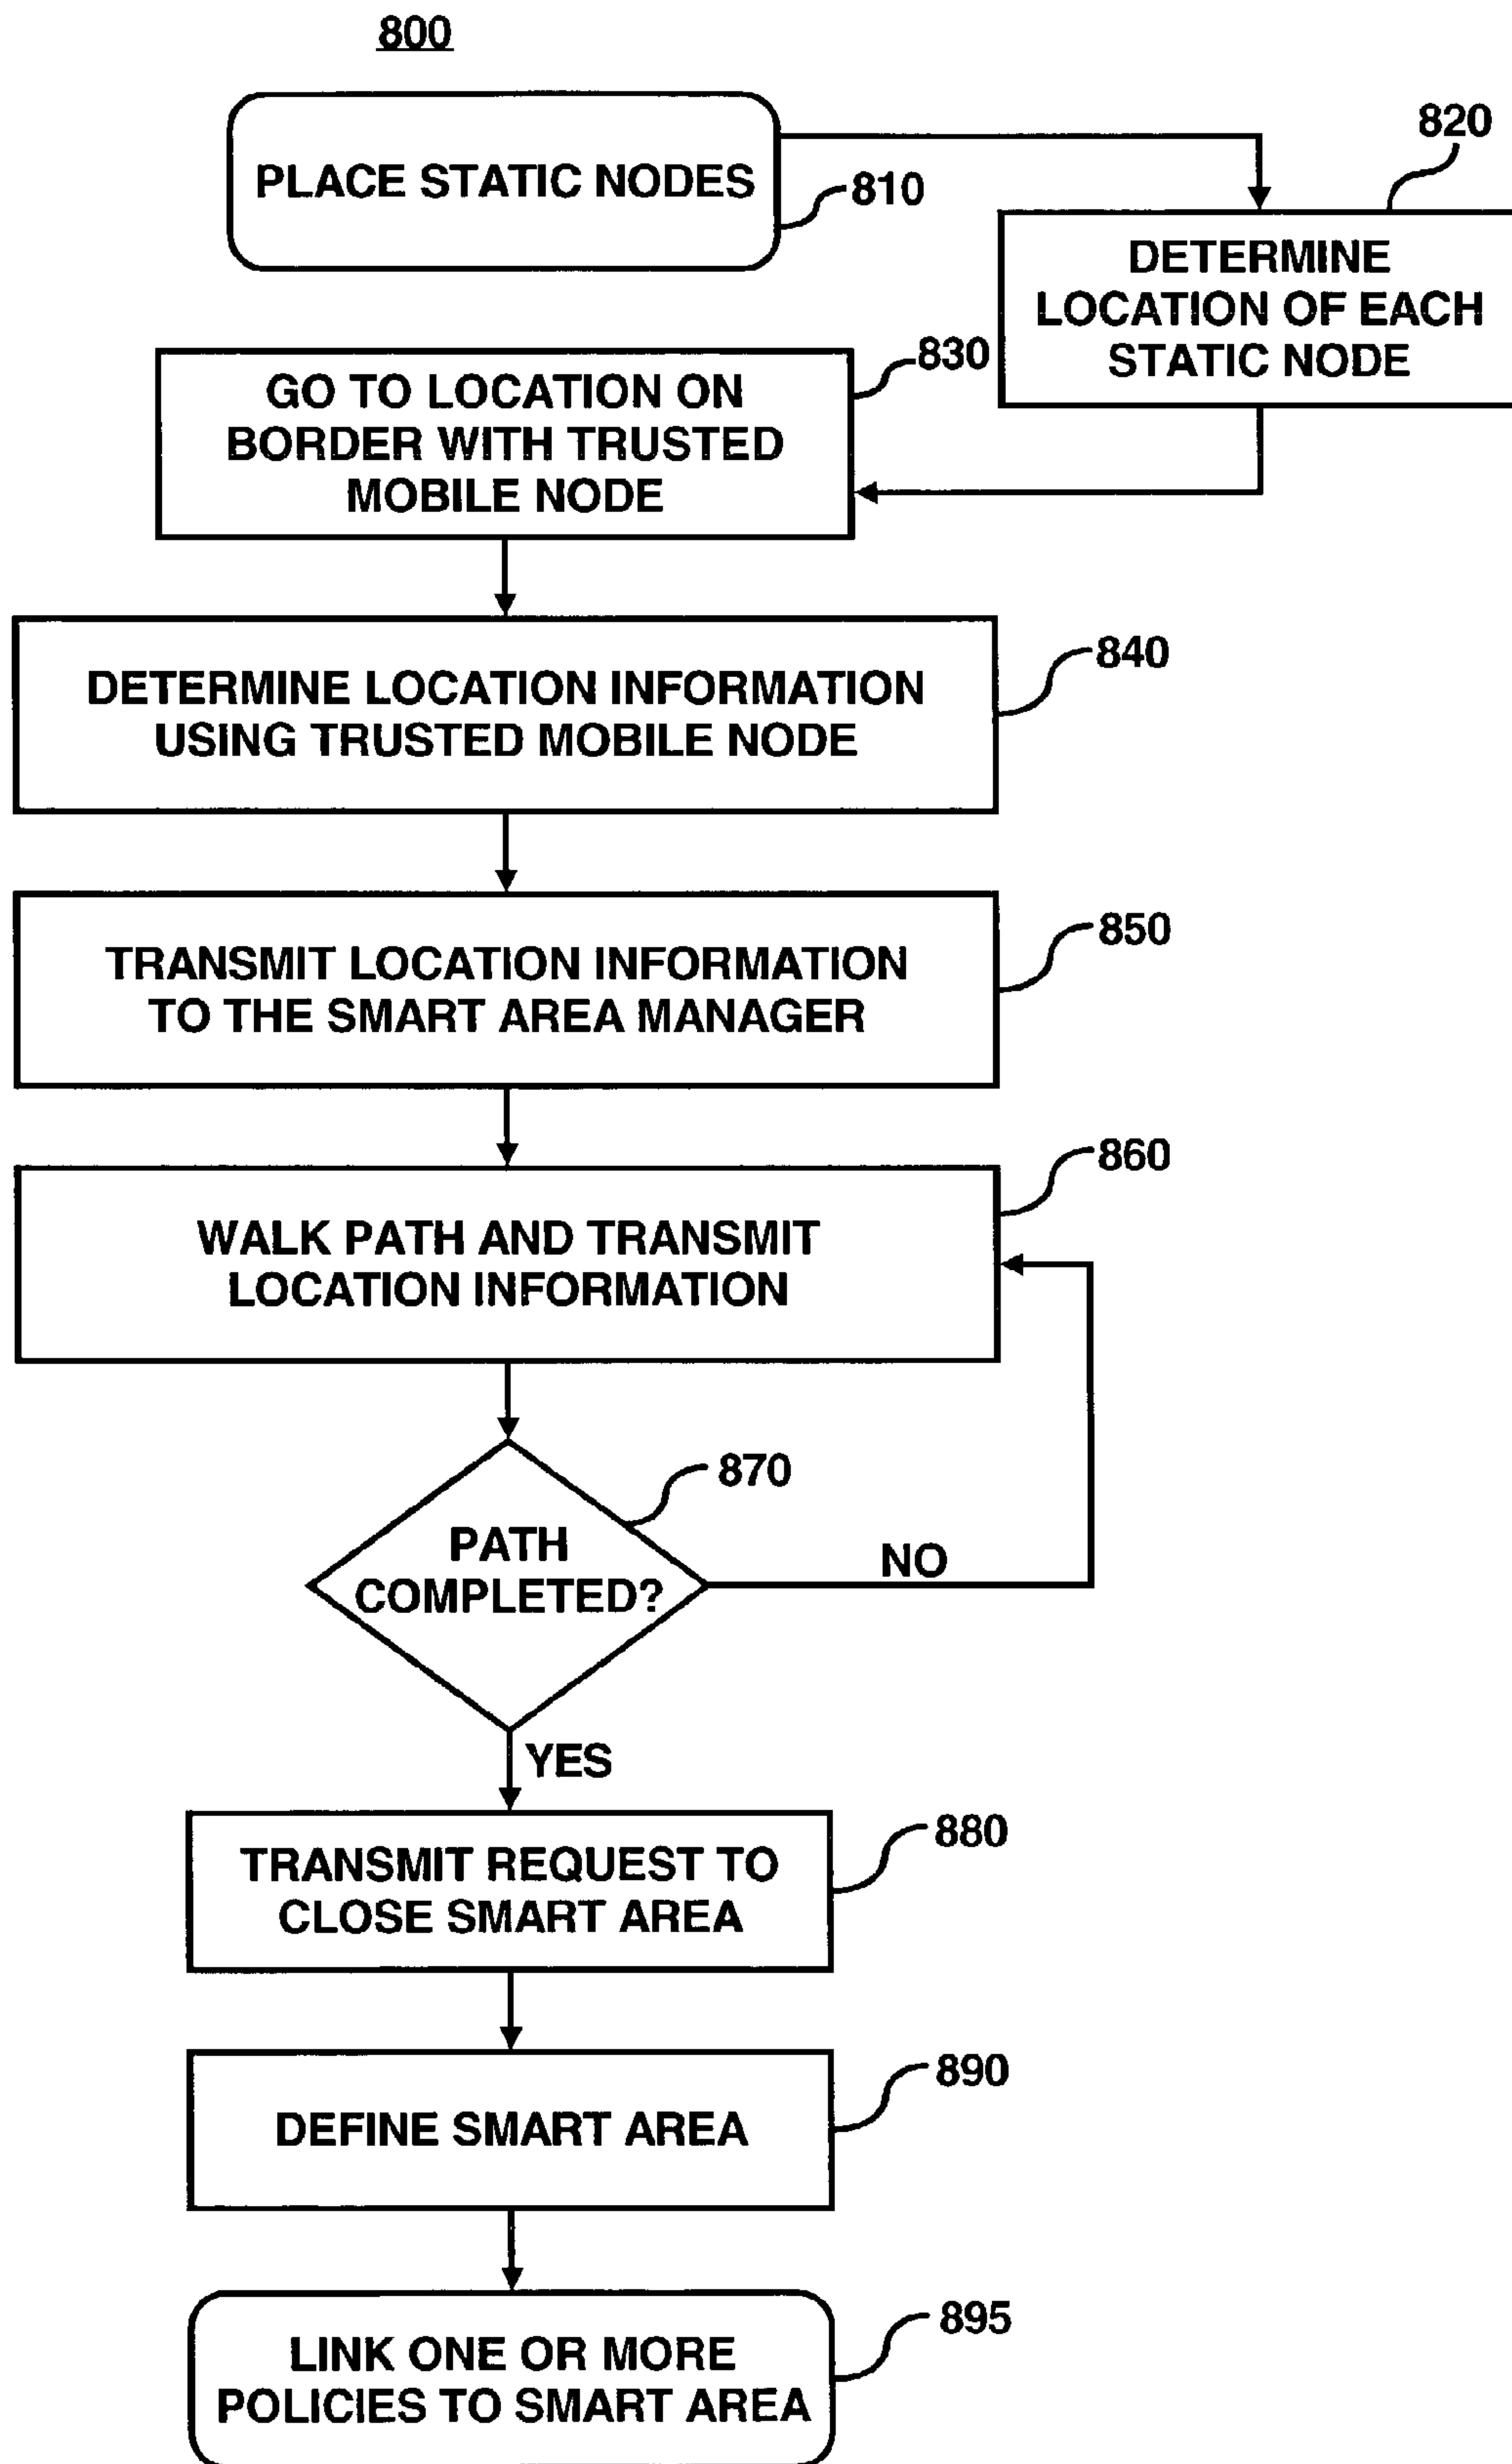 800
PLACE STATIC NODES
810
820
DETERMINE
LOCATION OF EACH
STATIC NODE
830
GO TO LOCATION ON
BORDER WITH TRUSTED
MOBILE NODE
840
DETERMINE LOCATION INFORMATION
USING TRUSTED MOBILE NODE
850
TRANSMIT LOCATION INFORMATION
TO THE SMART AREA MANAGER
860
WALK PATH AND TRANSMIT
LOCATION INFORMATION
870
PATH
COMPLETED?
NO
YES
880
TRANSMIT REQUEST TO
CLOSE SMART AREA
890
DEFINE SMART AREA
895
LINK ONE OR MORE
POLICIES TO SMART AREA